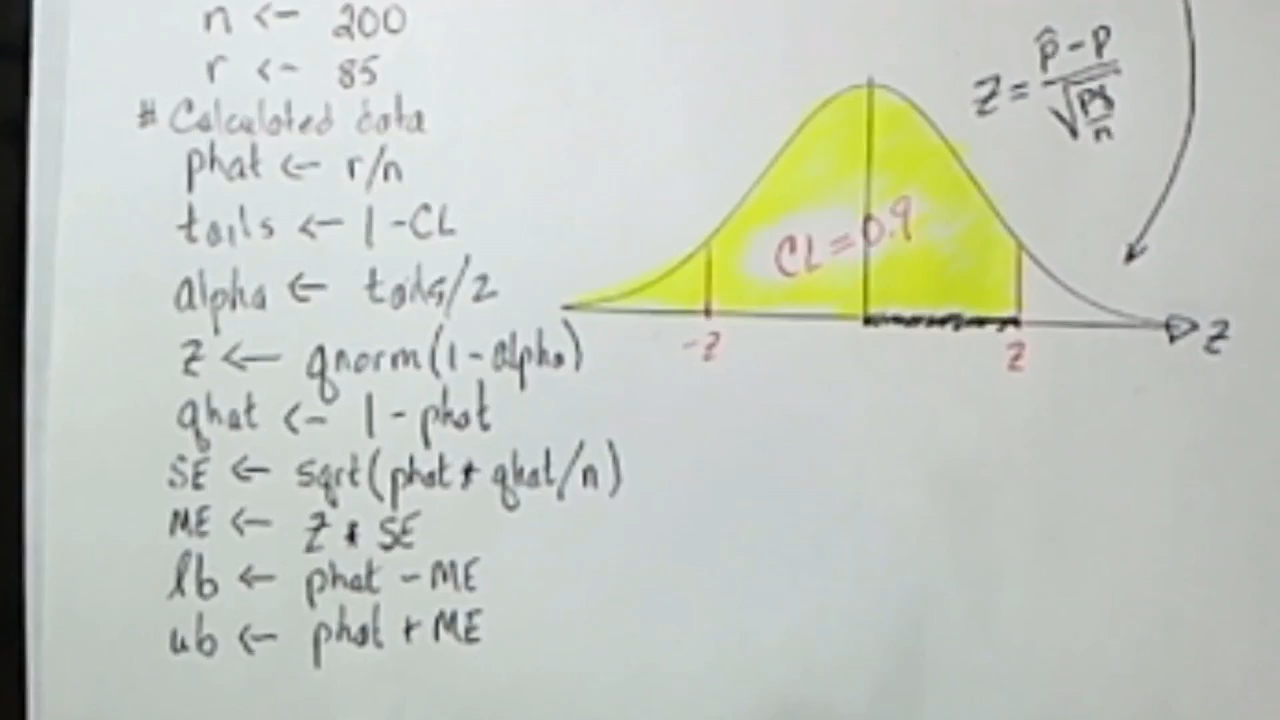 n <- 200
r <- 85
# Calculated data
phat <- r/n
tails <- 1-CL
alpha <- tails/2
z <- qnorm(1-alpha)
qhat <- 1-phat
SE <- sqrt(phat * qhat/n)
ME <- z * SE
lb <- phat - ME
ub <- phat + ME
z = p̂-p / √pq/n
CL=0.9
-z
z
z